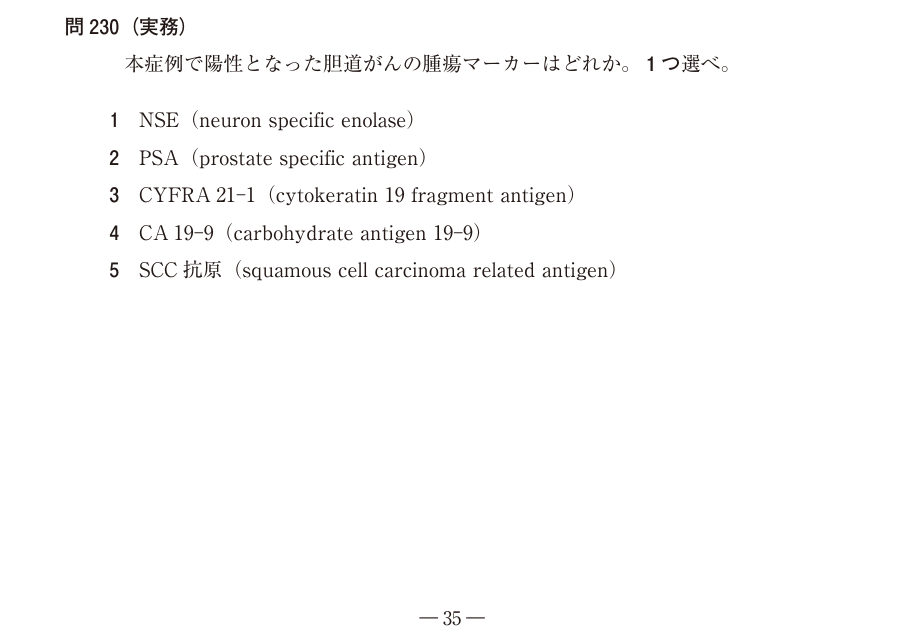 問 230（実務）
本症例で陽性となった胆道がんの腫瘍マーカーはどれか。1つ選べ。
1 NSE（neuron specific enolase）
2 PSA（prostate specific antigen）
3 CYFRA 21-1（cytokeratin 19 fragment antigen）
4 CA 19-9（carbohydrate antigen 19-9）
5 SCC 抗原（squamous cell carcinoma related antigen）
― 35 ―